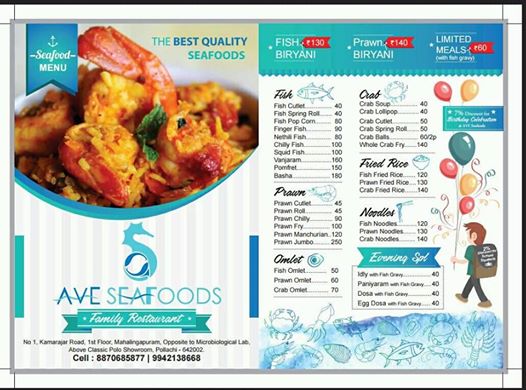 Seafood
MENU
THE BEST QUALITY
SEAFOODS
AVE SEAFOODS
Family Restaurant
No 1, Kamarajar Road, 1st Floor, Mahalingapuram, Opposite to Microbiological Lab,
Above Classic Polo Showroom, Pollachi - 642002.
Cell : 8870685877 || 9942138668
FISH ₹130
BIRYANI
Prawn ₹140
BIRYANI
LIMITED
MEALS ₹60
(with fish gravy)
Fish
Fish Cutlet 40
Fish Spring Roll 40
Fish Pop Corn 50
Finger Fish
Nethili Fish 80
Chilly Fish 100
Squid Fish 100
Vanjaram 160
Pomfret 150
Basha 180
Prawn
Prawn Cutlet 45
Prawn Roll 45
Prawn Chilly 90
Prawn Fry 100
Prawn Manchurian 120
Prawn Jumbo 250
Omlet
Fish Omlet 50
Prawn Omlet 60
Crab Omlet 70
Crab
Crab Soup 40
Crab Lollipop 40
Crab Cutlet 50
Crab Spring Roll 50
Crab Balls 60/2p
Whole Crab Fry 140
Fried Rice
Fish Fried Rice 120
Prawn Fried Rice 130
Crab Fried Rice 140
Noodles
Fish Noodles 120
Prawn Noodles 130
Crab Noodles 140
Evening Spl
Idly with Fish Gravy 40
Paniyaram with Fish Gravy 40
Dosa with Fish Gravy 40
Egg Dosa with Fish Gravy 40
7% Discount for
Birthday Celebration
@ AVE Seafoods